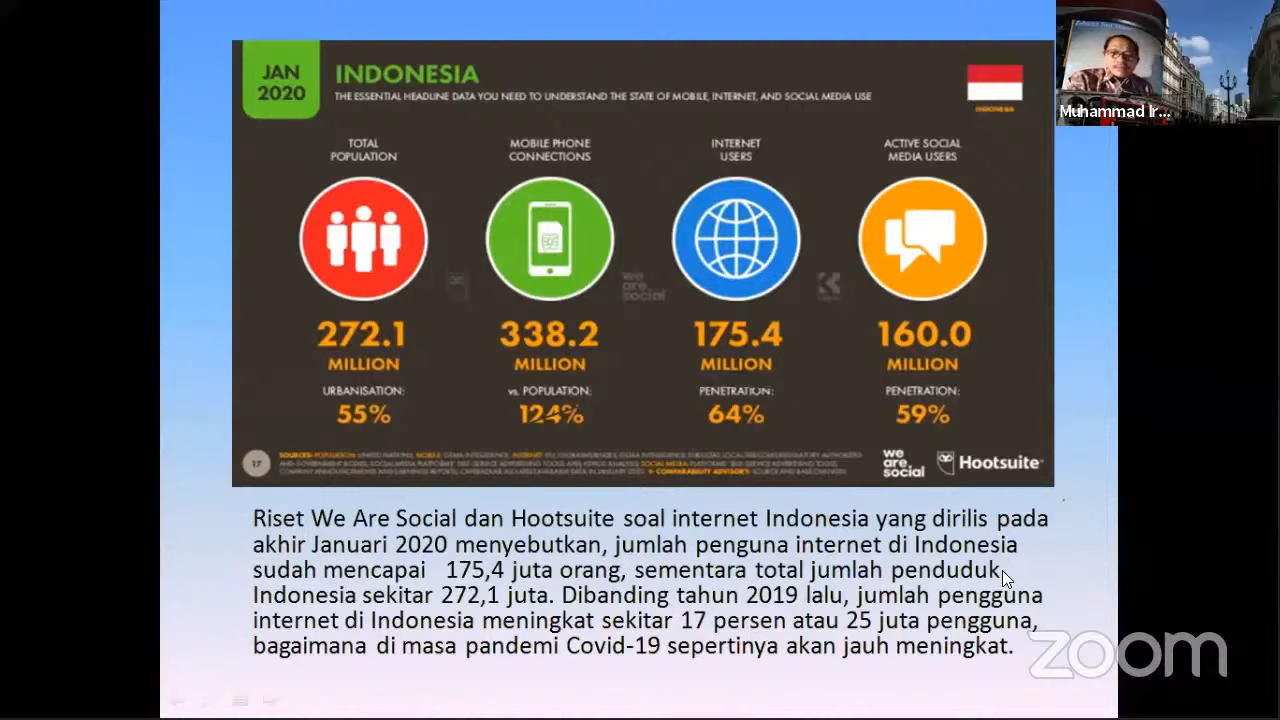 JAN
2020
INDONESIA
THE ESSENTIAL HEADLINE DATA YOU NEED TO UNDERSTAND THE STATE OF MOBILE, INTERNET, AND SOCIAL MEDIA USE
INDONESIA
TOTAL
POPULATION
MOBILE PHONE
CONNECTIONS
INTERNET
USERS
ACTIVE SOCIAL
MEDIA USERS
we
are
social
272.1
MILLION
URBANISATION:
55%
338.2
MILLION
vs. POPULATION:
124%
175.4
MILLION
PENETRATION:
64%
160.0
MILLION
PENETRATION:
59%
17
we
are
social
Hootsuite
Riset We Are Social dan Hootsuite soal internet Indonesia yang dirilis pada
akhir Januari 2020 menyebutkan, jumlah penguna internet di Indonesia
sudah mencapai 175,4 juta orang, sementara total jumlah penduduk
Indonesia sekitar 272,1 juta. Dibanding tahun 2019 lalu, jumlah pengguna
internet di Indonesia meningkat sekitar 17 persen atau 25 juta pengguna,
bagaimana di masa pandemi Covid-19 sepertinya akan jauh meningkat.
Muhammad Ir...
zoom